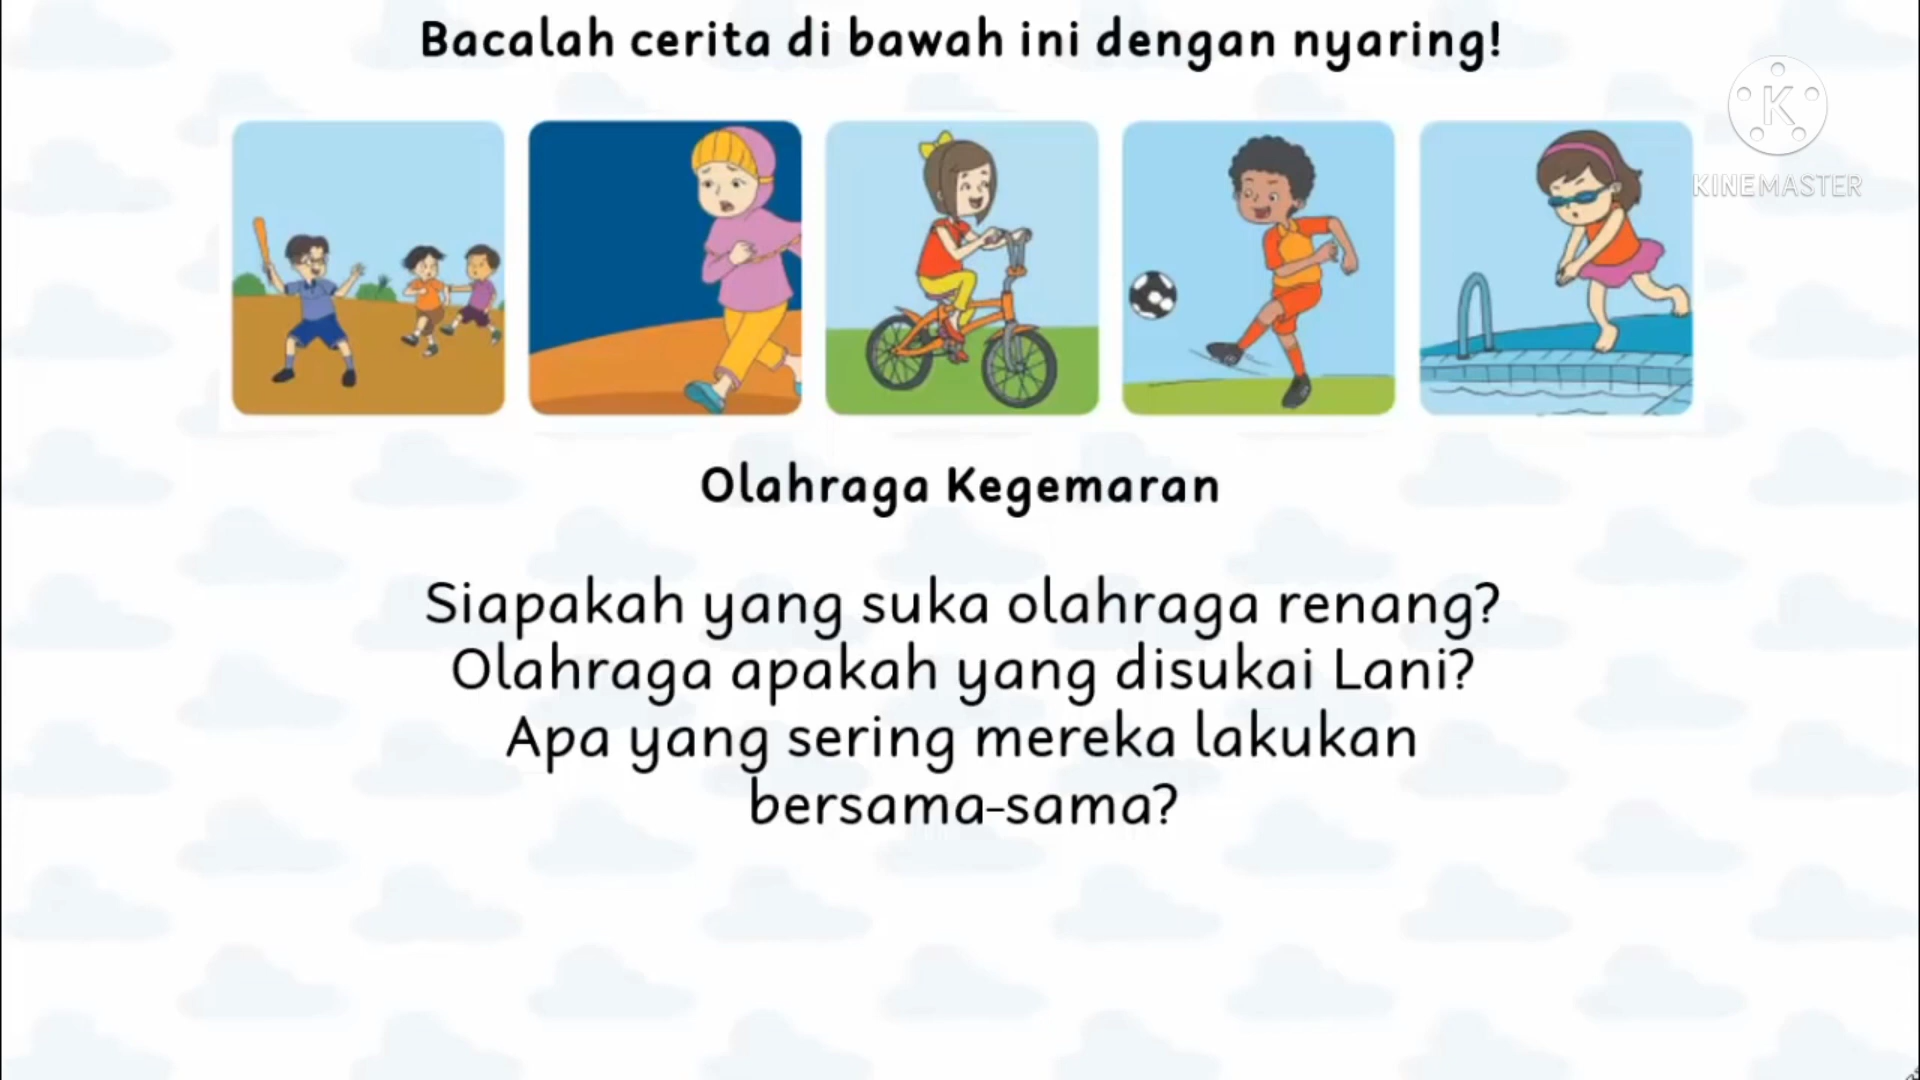 Bacalah cerita di bawah ini dengan nyaring!
K
KINEMASTER
Olahraga Kegemaran
Siapakah yang suka olahraga renang?
Olahraga apakah yang disukai Lani?
Apa yang sering mereka lakukan
bersama-sama?